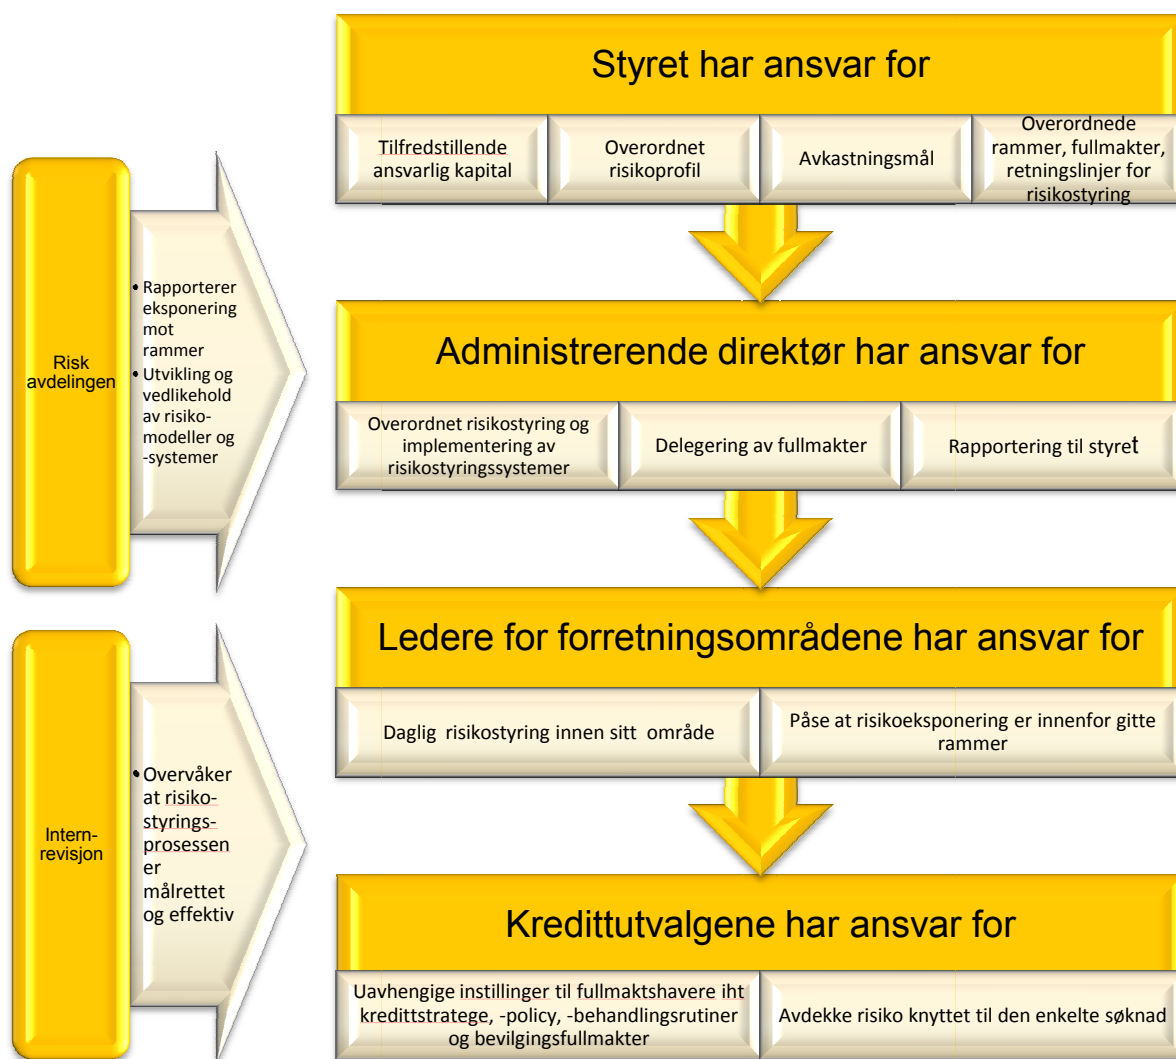 Styret har ansvar for
Tilfredstillende
ansvarlig kapital
Overordnet
risikoprofil
Avkastningsmål
Overordnede
rammer, fullmakter,
retningslinjer for
risikostyring
Risk
avdelingen
• Rapporterer
eksponering
mot
rammer
• Utvikling og
vedlikehold
av risiko-
modeller og
-systemer
Administrerende direktør har ansvar for
Overordnet risikostyring og
implementering av
risikostyringssystemer
Delegering av fullmakter
Rapportering til styret
Ledere for forretningsområdene har ansvar for
Daglig risikostyring innen sitt område
Påse at risikoeksponering er innenfor gitte
rammer
Intern-
revisjon
• Overvåker
at risiko-
styrings-
prosessen
er
målrettet
og effektiv
Kredittutvalgene har ansvar for
Uavhengige instillinger til fullmaktshavere iht
kredittstratege, -policy, -behandlingsrutiner
og bevilgingsfullmakter
Avdekke risiko knyttet til den enkelte søknad